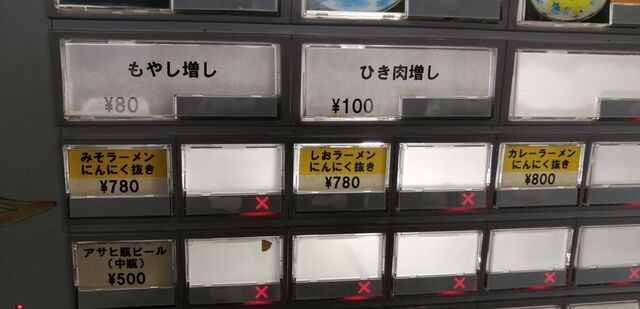 もやし増し
¥80
ひき肉増し
¥100
みそラーメン
にんにく抜き
¥780
しおラーメン
にんにく抜き
¥780
カレーラーメン
にんにく抜き
¥800
アサヒ瓶ビール
（中瓶）
¥500